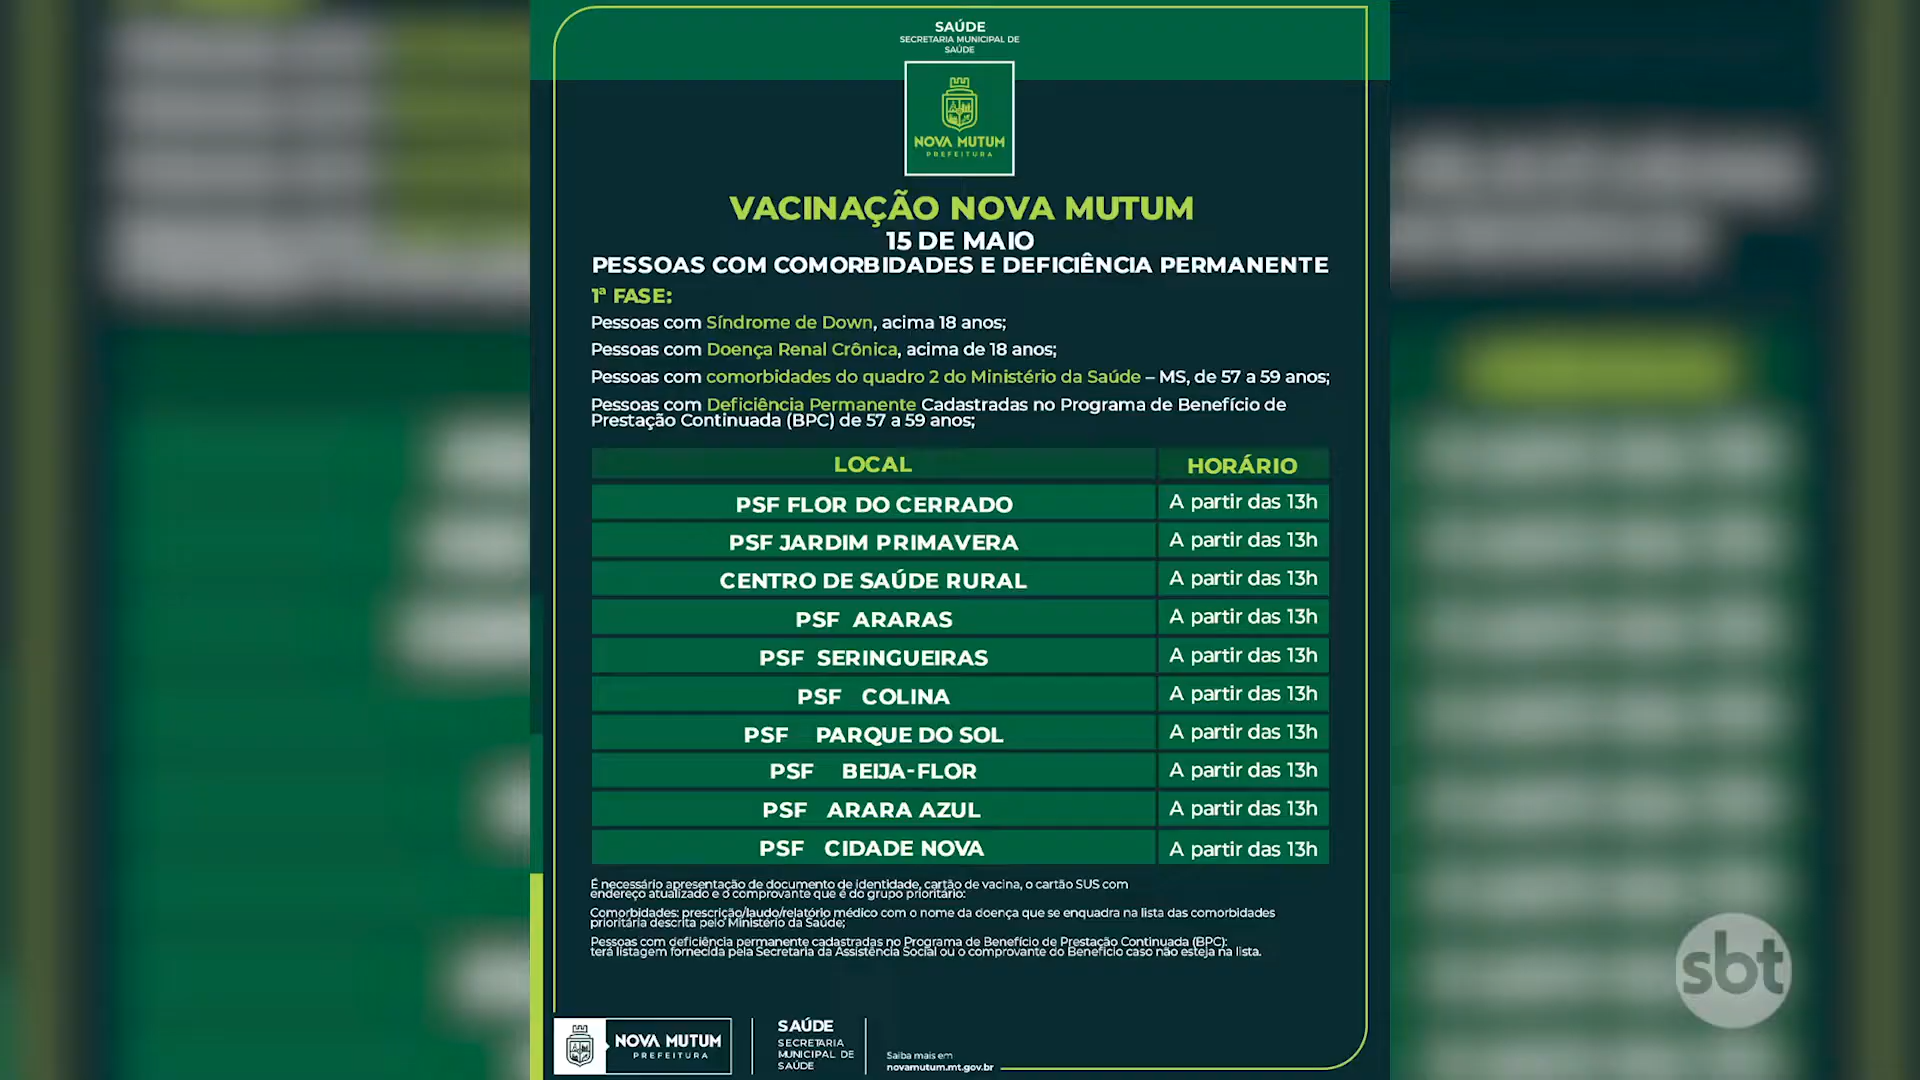 SAÚDE
SECRETARIA MUNICIPAL DE
SAÚDE
NOVA MUTUM
PREFEITURA
VACINAÇÃO NOVA MUTUM
15 DE MAIO
PESSOAS COM COMORBIDADES E DEFICIÊNCIA PERMANENTE
1ª FASE:
Pessoas com Síndrome de Down, acima 18 anos;
Pessoas com Doença Renal Crônica, acima de 18 anos;
Pessoas com comorbidades do quadro 2 do Ministério da Saúde – MS, de 57 a 59 anos;
Pessoas com Deficiência Permanente Cadastradas no Programa de Benefício de
Prestação Continuada (BPC) de 57 a 59 anos;
LOCAL HORÁRIO
PSF FLOR DO CERRADO A partir das 13h
PSF JARDIM PRIMAVERA A partir das 13h
CENTRO DE SAÚDE RURAL A partir das 13h
PSF ARARAS A partir das 13h
PSF SERINGUEIRAS A partir das 13h
PSF COLINA A partir das 13h
PSF PARQUE DO SOL A partir das 13h
PSF BEIJA-FLOR A partir das 13h
PSF ARARA AZUL A partir das 13h
PSF CIDADE NOVA A partir das 13h
É necessário apresentação de documento de identidade, cartão de vacina, o cartão SUS com
endereço atualizado e o comprovante que é do grupo prioritário:
Comorbidades: prescrição/laudo/relatório médico com o nome da doença que se enquadra na lista das comorbidades
prioritária descrita pelo Ministério da Saúde;
Pessoas com deficiência permanente cadastradas no Programa de Benefício de Prestação Continuada (BPC):
terá listagem fornecida pela Secretaria da Assistência Social ou o comprovante do Benefício caso não esteja na lista.
NOVA MUTUM
PREFEITURA
SAÚDE
SECRETARIA
MUNICIPAL DE
SAÚDE
Saiba mais em
novamutum.mt.gov.br
sbt